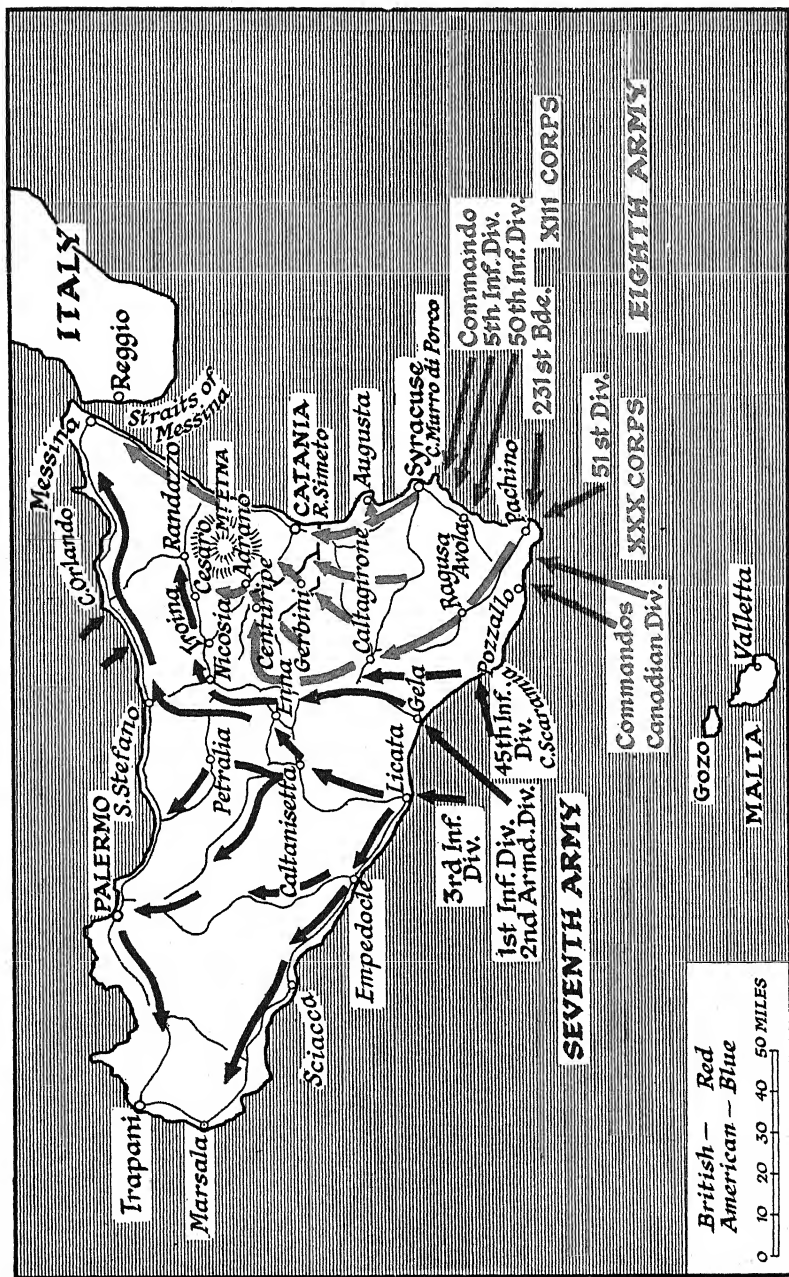 ITALY
Reggio
Messina
Straits of
Messina
C. Orlando
Randazzo
Cesaro
MT ETNA
Adrano
Troina
Nicosia
Centuripe
CATANIA
R. Simeto
Gerbini
Enna
S. Stefano
Petralia
PALERMO
Trapani
Marsala
Sciacca
Empedocle
Caltanisetta
Licata
Gela
Caltagirone
Augusta
Syracuse
C. Murro di Porco
Ragusa
Avola
Pachino
Pozzallo
C. Scaramia
Commando
5th Inf. Div.
50th Inf. Div.
231st Bde.
XIII CORPS
51st Div.
XXX CORPS
EIGHTH ARMY
Commandos
Canadian Div.
45th Inf.
Div.
3rd Inf
Div.
1st Inf. Div.
2nd Armd. Div.
SEVENTH ARMY
Gozo
MALTA
Valletta
British – Red
American – Blue
0 10 20 30 40 50 MILES